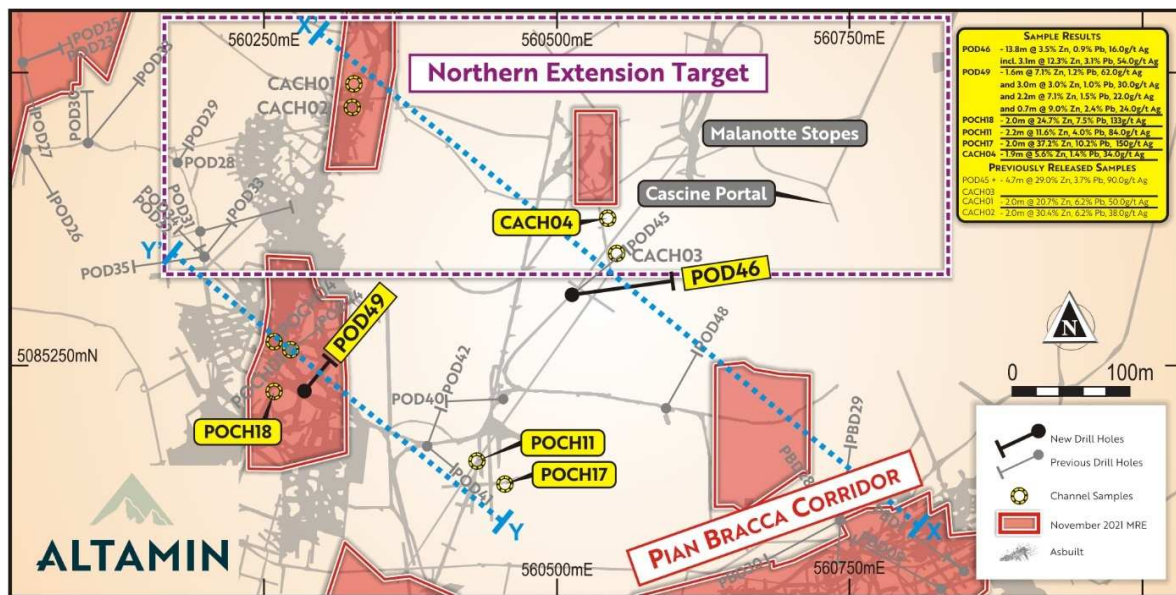 560250mE
560500mE
560750mE
POD25
POD23
POD33
POD30
POD27
POD29
POD28
POD26
POD31
POD33
POD34
POD35
X'
CACH01
CACH02
Northern Extension Target
Malanotte Stopes
Cascine Portal
CACH04
POD45
CACH03
POD46
Y'
POD49
POD48
5085250mN
POD42
POD40
POCH18
POCH11
POCH17
POD41
Y
PBD29
PBD28
X
PIAN BRACCA CORRIDOR
ALTAMIN
560500mE
560750mE
SAMPLE RESULTS
POD46 - 13.8m @ 3.5% Zn, 0.9% Pb, 16.0g/t Ag
incl. 3.1m @ 12.3% Zn, 3.1% Pb, 54.0g/t Ag
POD49 - 1.6m @ 7.1% Zn, 1.2% Pb, 62.0g/t Ag
and 3.0m @ 3.0% Zn, 1.0% Pb, 30.0g/t Ag
and 2.2m @ 7.1% Zn, 1.5% Pb, 22.0g/t Ag
and 0.7m @ 9.0% Zn, 2.4% Pb, 24.0g/t Ag
POCH18 - 2.0m @ 24.7% Zn, 7.5% Pb, 133g/t Ag
POCH11 - 2.2m @ 11.6% Zn, 4.0% Pb, 84.0g/t Ag
POCH17 - 2.0m @ 37.2% Zn, 10.2% Pb, 150g/t Ag
CACH04 - 1.9m @ 5.6% Zn, 1.4% Pb, 34.0g/t Ag
PREVIOUSLY RELEASED SAMPLES
POD45 + - 4.7m @ 29.0% Zn, 3.7% Pb, 90.0g/t Ag
CACH03
CACH01 - 2.0m @ 20.7% Zn, 6.2% Pb, 50.0g/t Ag
CACH02 - 2.0m @ 30.4% Zn, 6.2% Pb, 38.0g/t Ag
N
0 100m
New Drill Holes
Previous Drill Holes
Channel Samples
November 2021 MRE
Asbuilt